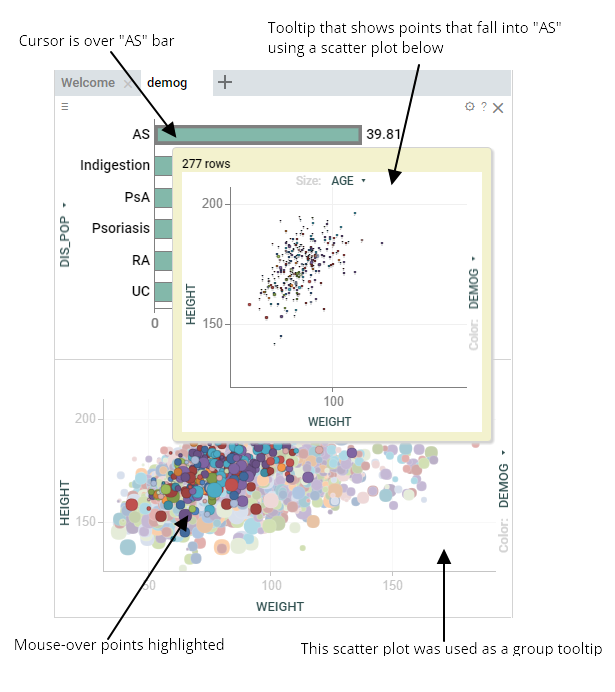 Tooltip that shows points that fall into "AS"
Cursor is over "AS" bar
using a scatter plot below
Welcome × demog +
☰ ? ×
AS 39.81
277 rows
Indigestion
Size: AGE
200
PsA
DIS_POP
Psoriasis
HEIGHT
Color: DEMOG
RA
UC
150
0
100
WEIGHT
200
HEIGHT
Color: DEMOG
150
50 100 150
WEIGHT
Mouse-over points highlighted
This scatter plot was used as a group tooltip